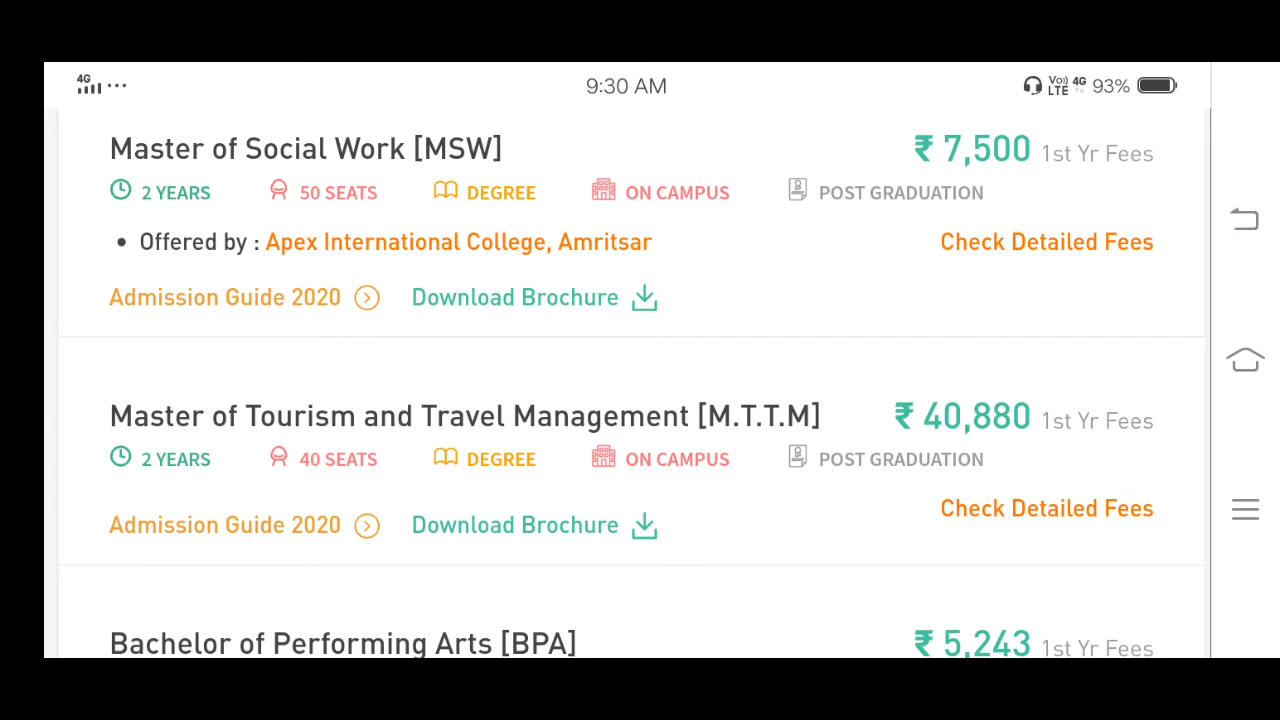 4G 9:30 AM Vo)) LTE 4G 93%
Master of Social Work [MSW] ₹ 7,500 1st Yr Fees
2 YEARS 50 SEATS DEGREE ON CAMPUS POST GRADUATION
• Offered by : Apex International College, Amritsar Check Detailed Fees
Admission Guide 2020 Download Brochure
Master of Tourism and Travel Management [M.T.T.M] ₹ 40,880 1st Yr Fees
2 YEARS 40 SEATS DEGREE ON CAMPUS POST GRADUATION
Check Detailed Fees
Admission Guide 2020 Download Brochure
Bachelor of Performing Arts [BPA] ₹ 5,243 1st Yr Fees